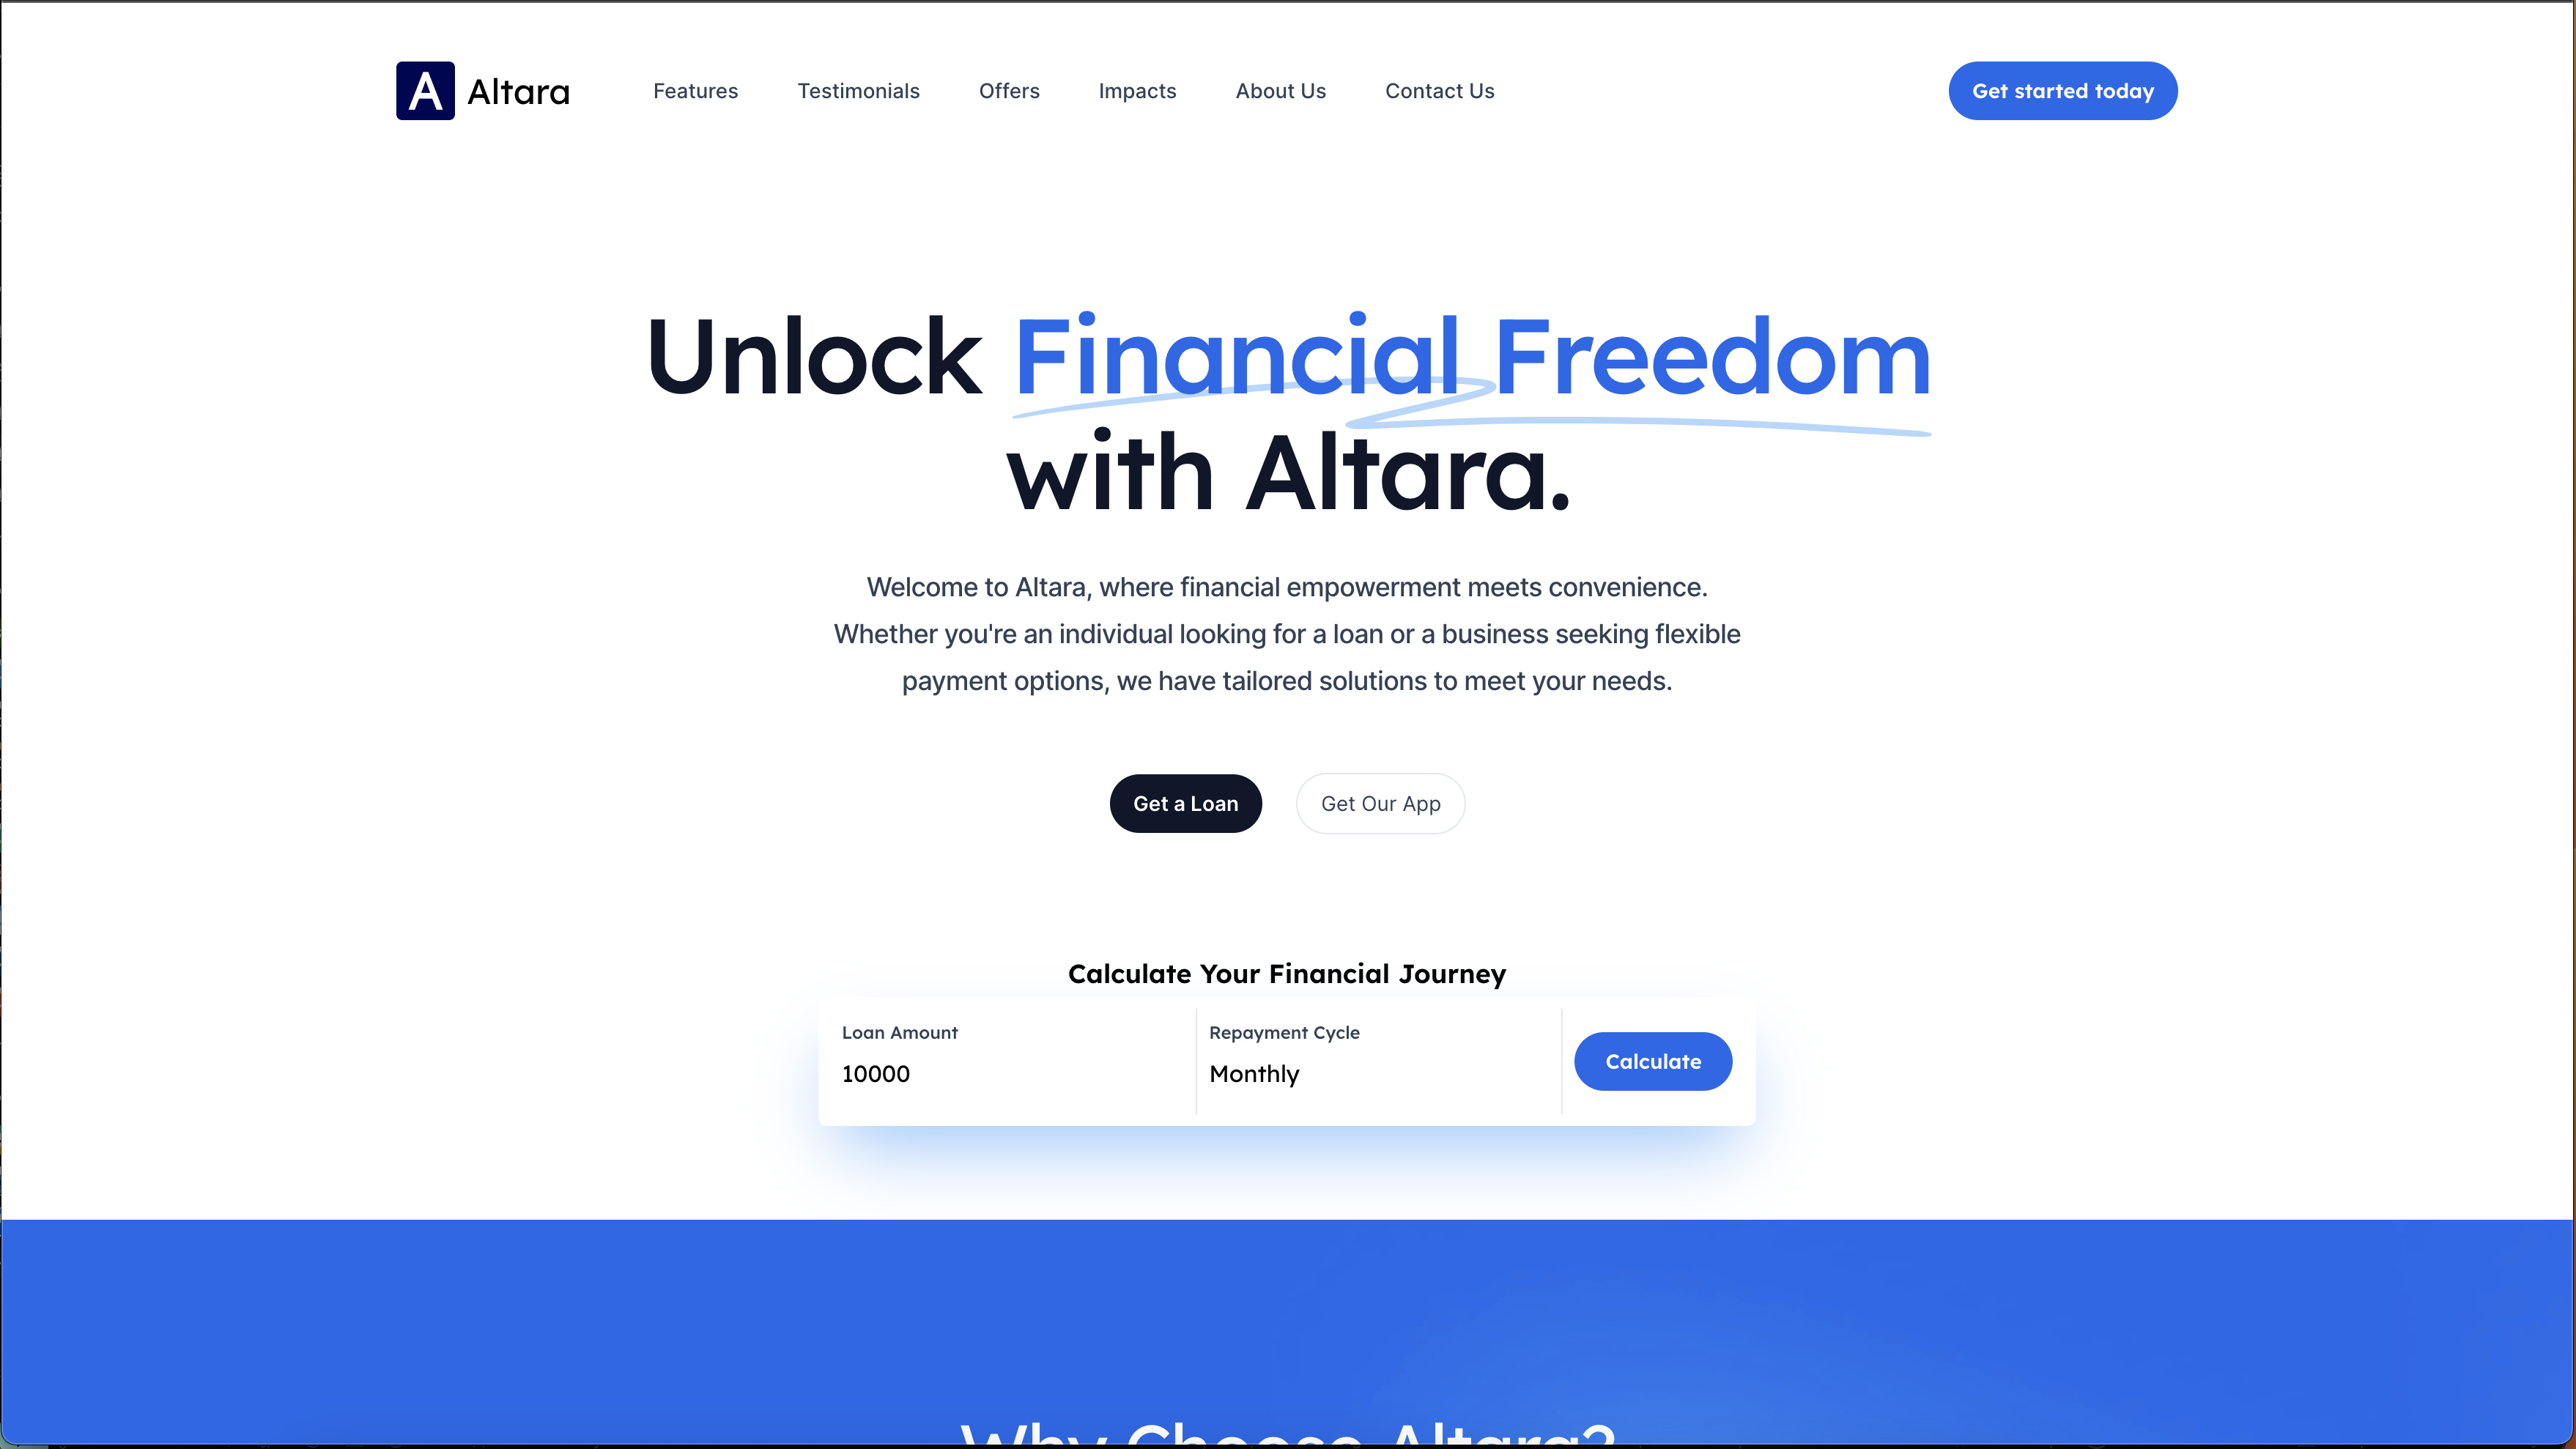 A Altara
Features
Testimonials
Offers
Impacts
About Us
Contact Us
Get started today
Unlock Financial Freedom
with Altara.
Welcome to Altara, where financial empowerment meets convenience.
Whether you're an individual looking for a loan or a business seeking flexible
payment options, we have tailored solutions to meet your needs.
Get a Loan
Get Our App
Calculate Your Financial Journey
Loan Amount
10000
Repayment Cycle
Monthly
Calculate
Why Choose Altara?